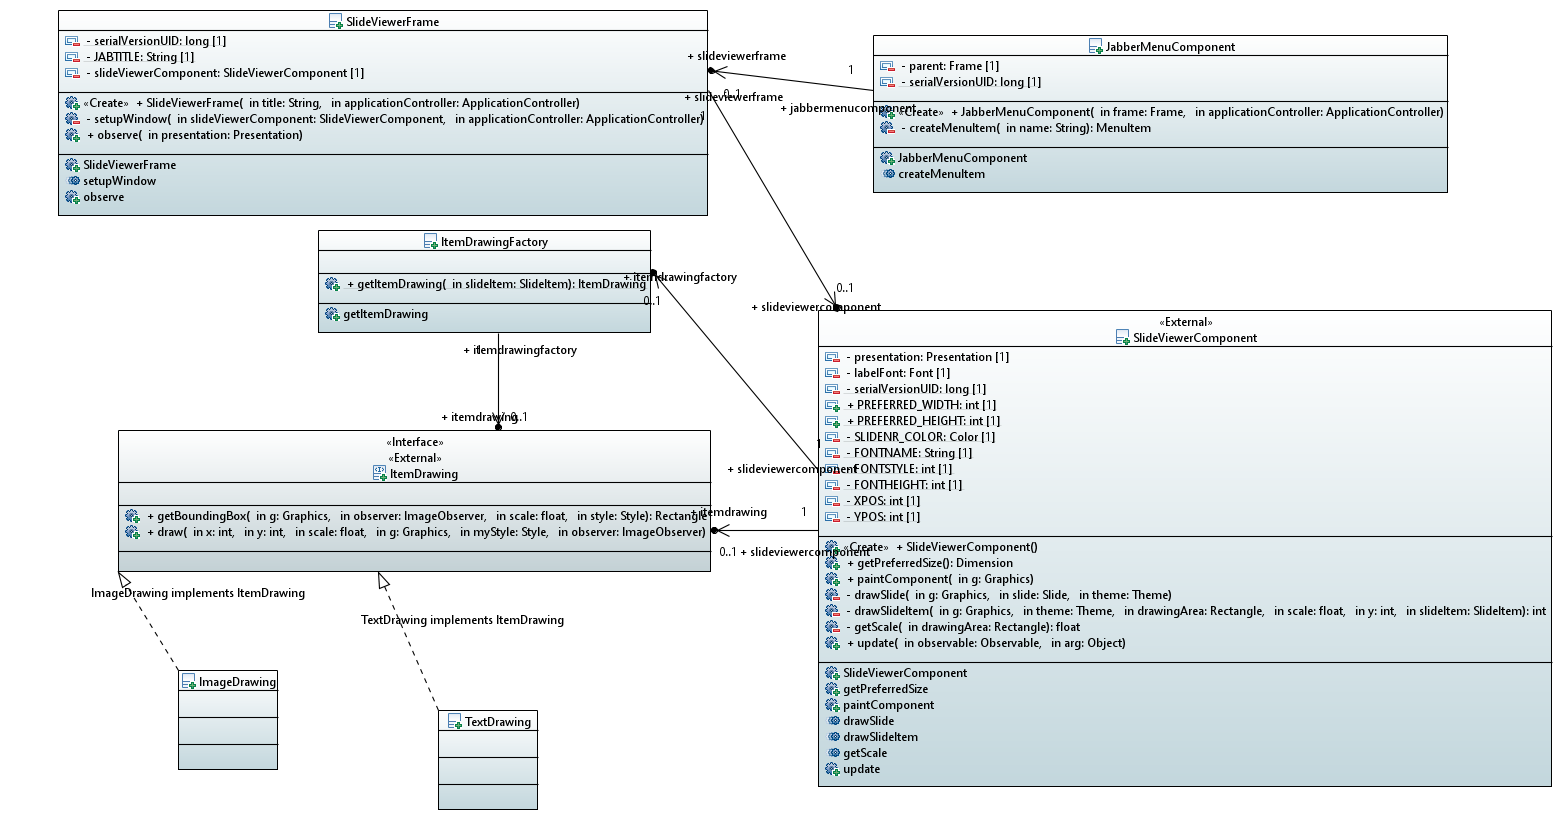 SlideViewerFrame
- serialVersionUID: long [1]
- JABTITLE: String [1]
- slideViewerComponent: SlideViewerComponent [1]
«Create» + SlideViewerFrame( in title: String, in applicationController: ApplicationController)
- setupWindow( in slideViewerComponent: SlideViewerComponent, in applicationController: ApplicationController)
+ observe( in presentation: Presentation)
SlideViewerFrame
setupWindow
observe
+ slideviewerframe
1
0..1
+ slideviewerframe
1
+ jabbermenucomponent
JabberMenuComponent
- parent: Frame [1]
- serialVersionUID: long [1]
«Create» + JabberMenuComponent( in frame: Frame, in applicationController: ApplicationController)
- createMenuItem( in name: String): MenuItem
JabberMenuComponent
createMenuItem
ItemDrawingFactory
+ getItemDrawing( in slideItem: SlideItem): ItemDrawing
getItemDrawing
+ itemdrawingfactory
0..1
0..1
+ slideviewercomponent
+ itemdrawingfactory
1
+ itemdrawing
0..1
«Interface»
«External»
ItemDrawing
+ getBoundingBox( in g: Graphics, in observer: ImageObserver, in scale: float, in style: Style): Rectangle
+ draw( in x: int, in y: int, in scale: float, in g: Graphics, in myStyle: Style, in observer: ImageObserver)
1
+ slideviewercomponent
+ itemdrawing
1
0..1
+ slideviewercomponent
ImageDrawing implements ItemDrawing
TextDrawing implements ItemDrawing
ImageDrawing
TextDrawing
«External»
SlideViewerComponent
- presentation: Presentation [1]
- labelFont: Font [1]
- serialVersionUID: long [1]
+ PREFERRED_WIDTH: int [1]
+ PREFERRED_HEIGHT: int [1]
- SLIDENR_COLOR: Color [1]
- FONTNAME: String [1]
- FONTSTYLE: int [1]
- FONTHEIGHT: int [1]
- XPOS: int [1]
- YPOS: int [1]
«Create» + SlideViewerComponent()
+ getPreferredSize(): Dimension
+ paintComponent( in g: Graphics)
- drawSlide( in g: Graphics, in slide: Slide, in theme: Theme)
- drawSlideItem( in g: Graphics, in theme: Theme, in drawingArea: Rectangle, in scale: float, in y: int, in slideItem: SlideItem): int
- getScale( in drawingArea: Rectangle): float
+ update( in observable: Observable, in arg: Object)
SlideViewerComponent
getPreferredSize
paintComponent
drawSlide
drawSlideItem
getScale
update